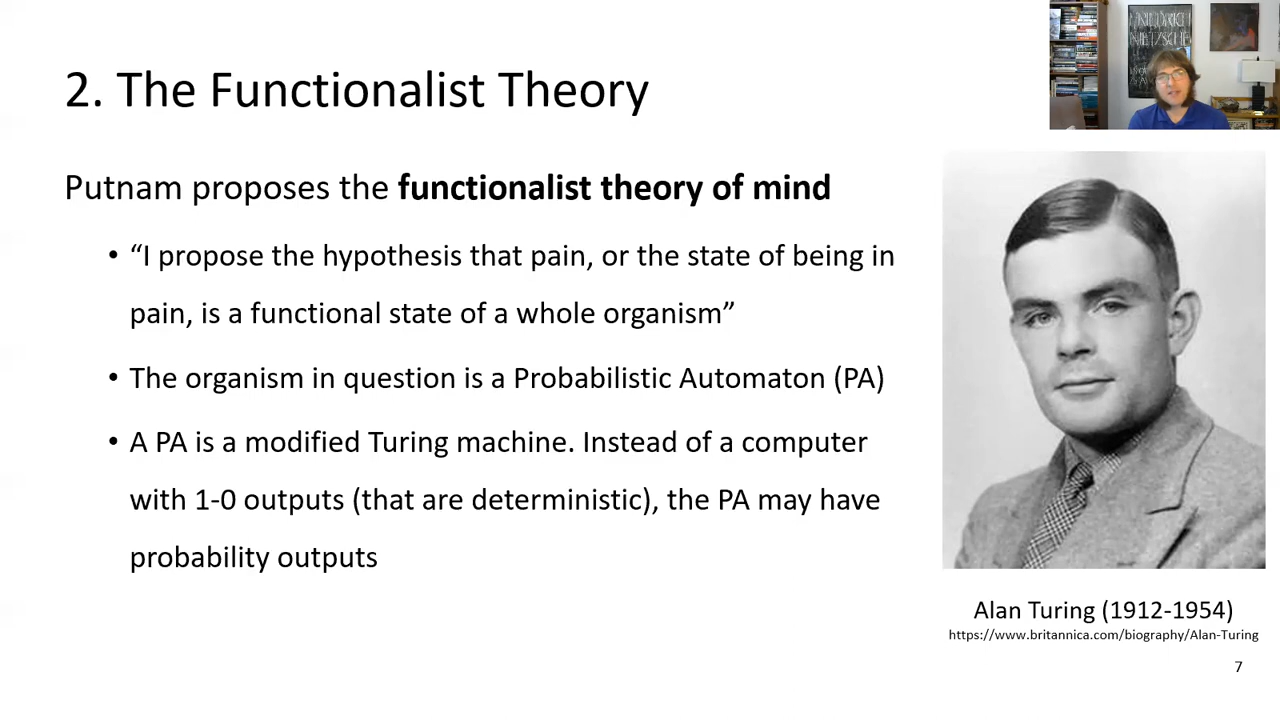 2. The Functionalist Theory
Putnam proposes the functionalist theory of mind
• “I propose the hypothesis that pain, or the state of being in
pain, is a functional state of a whole organism”
• The organism in question is a Probabilistic Automaton (PA)
• A PA is a modified Turing machine. Instead of a computer
with 1-0 outputs (that are deterministic), the PA may have
probability outputs
NIETZSCHE
Alan Turing (1912-1954)
https://www.britannica.com/biography/Alan-Turing
7